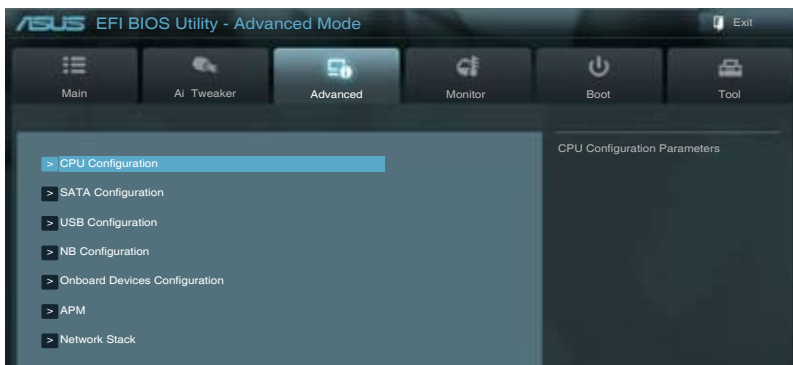 ASUS EFI BIOS Utility - Advanced Mode
Exit
Main
Ai Tweaker
Advanced
Monitor
Boot
Tool
CPU Configuration Parameters
> CPU Configuration
> SATA Configuration
> USB Configuration
> NB Configuration
> Onboard Devices Configuration
> APM
> Network Stack